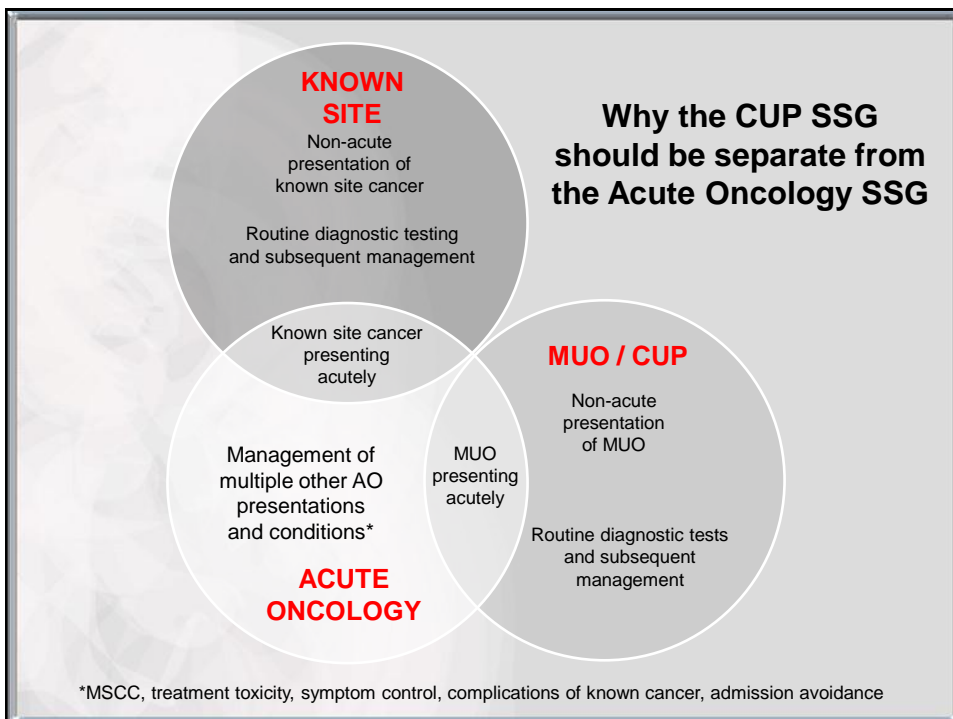 Why the CUP SSG
should be separate from
the Acute Oncology SSG
KNOWN
SITE
Non-acute
presentation of
known site cancer
Routine diagnostic testing
and subsequent management
Known site cancer
presenting
acutely
MUO / CUP
Non-acute
presentation
of MUO
Routine diagnostic tests
and subsequent
management
MUO
presenting
acutely
Management of
multiple other AO
presentations
and conditions*
ACUTE
ONCOLOGY
*MSCC, treatment toxicity, symptom control, complications of known cancer, admission avoidance